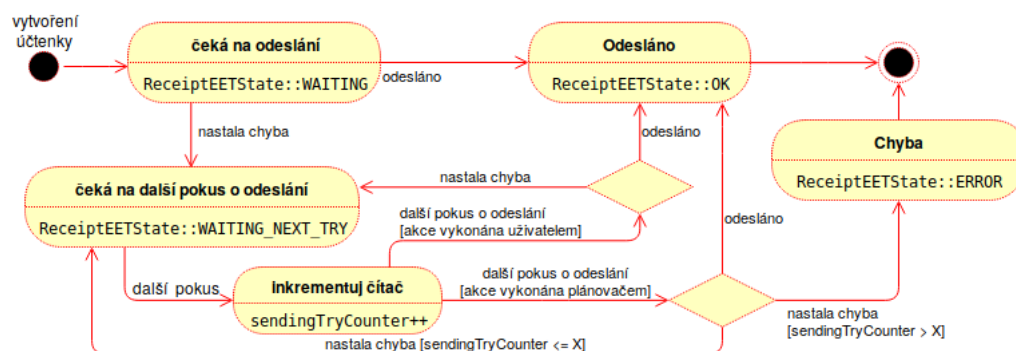 vytvoření
účtenky
čeká na odeslání
ReceiptEETState::WAITING
odesláno
Odesláno
ReceiptEETState::OK
nastala chyba
odesláno
Chyba
ReceiptEETState::ERROR
čeká na další pokus o odeslání
ReceiptEETState::WAITING_NEXT_TRY
nastala chyba
další pokus o odeslání
[akce vykonána uživatelem]
odesláno
další pokus
Inkrementuj čítač
sendingTryCounter++
další pokus o odeslání
[akce vykonána plánovačem]
nastala chyba
[sendingTryCounter > X]
nastala chyba [sendingTryCounter <= X]